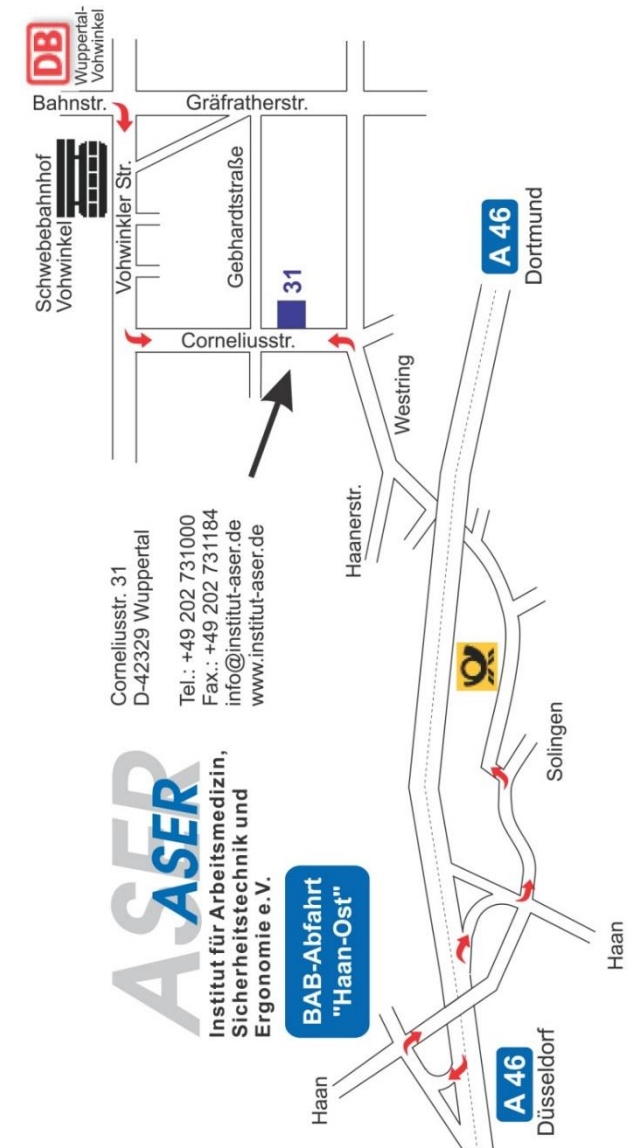 ASER
ASER
Institut für Arbeitsmedizin,
Sicherheitstechnik und
Ergonomie e.V.
Corneliusstr. 31
D-42329 Wuppertal
Tel.: +49 202 731000
Fax.: +49 202 731184
info@institut-aser.de
www.institut-aser.de
Schwebebahnhof
Vohwinkel
DB
Wuppertal-
Vohwinkel
Bahnstr.
Vohwinkler Str.
Gräfratherstr.
Gebhardtstraße
Corneliusstr.
31
BAB-Abfahrt
"Haan-Ost"
Haanerstr.
Westring
A 46
Dortmund
Haan
Solingen
A 46
Düsseldorf
Haan